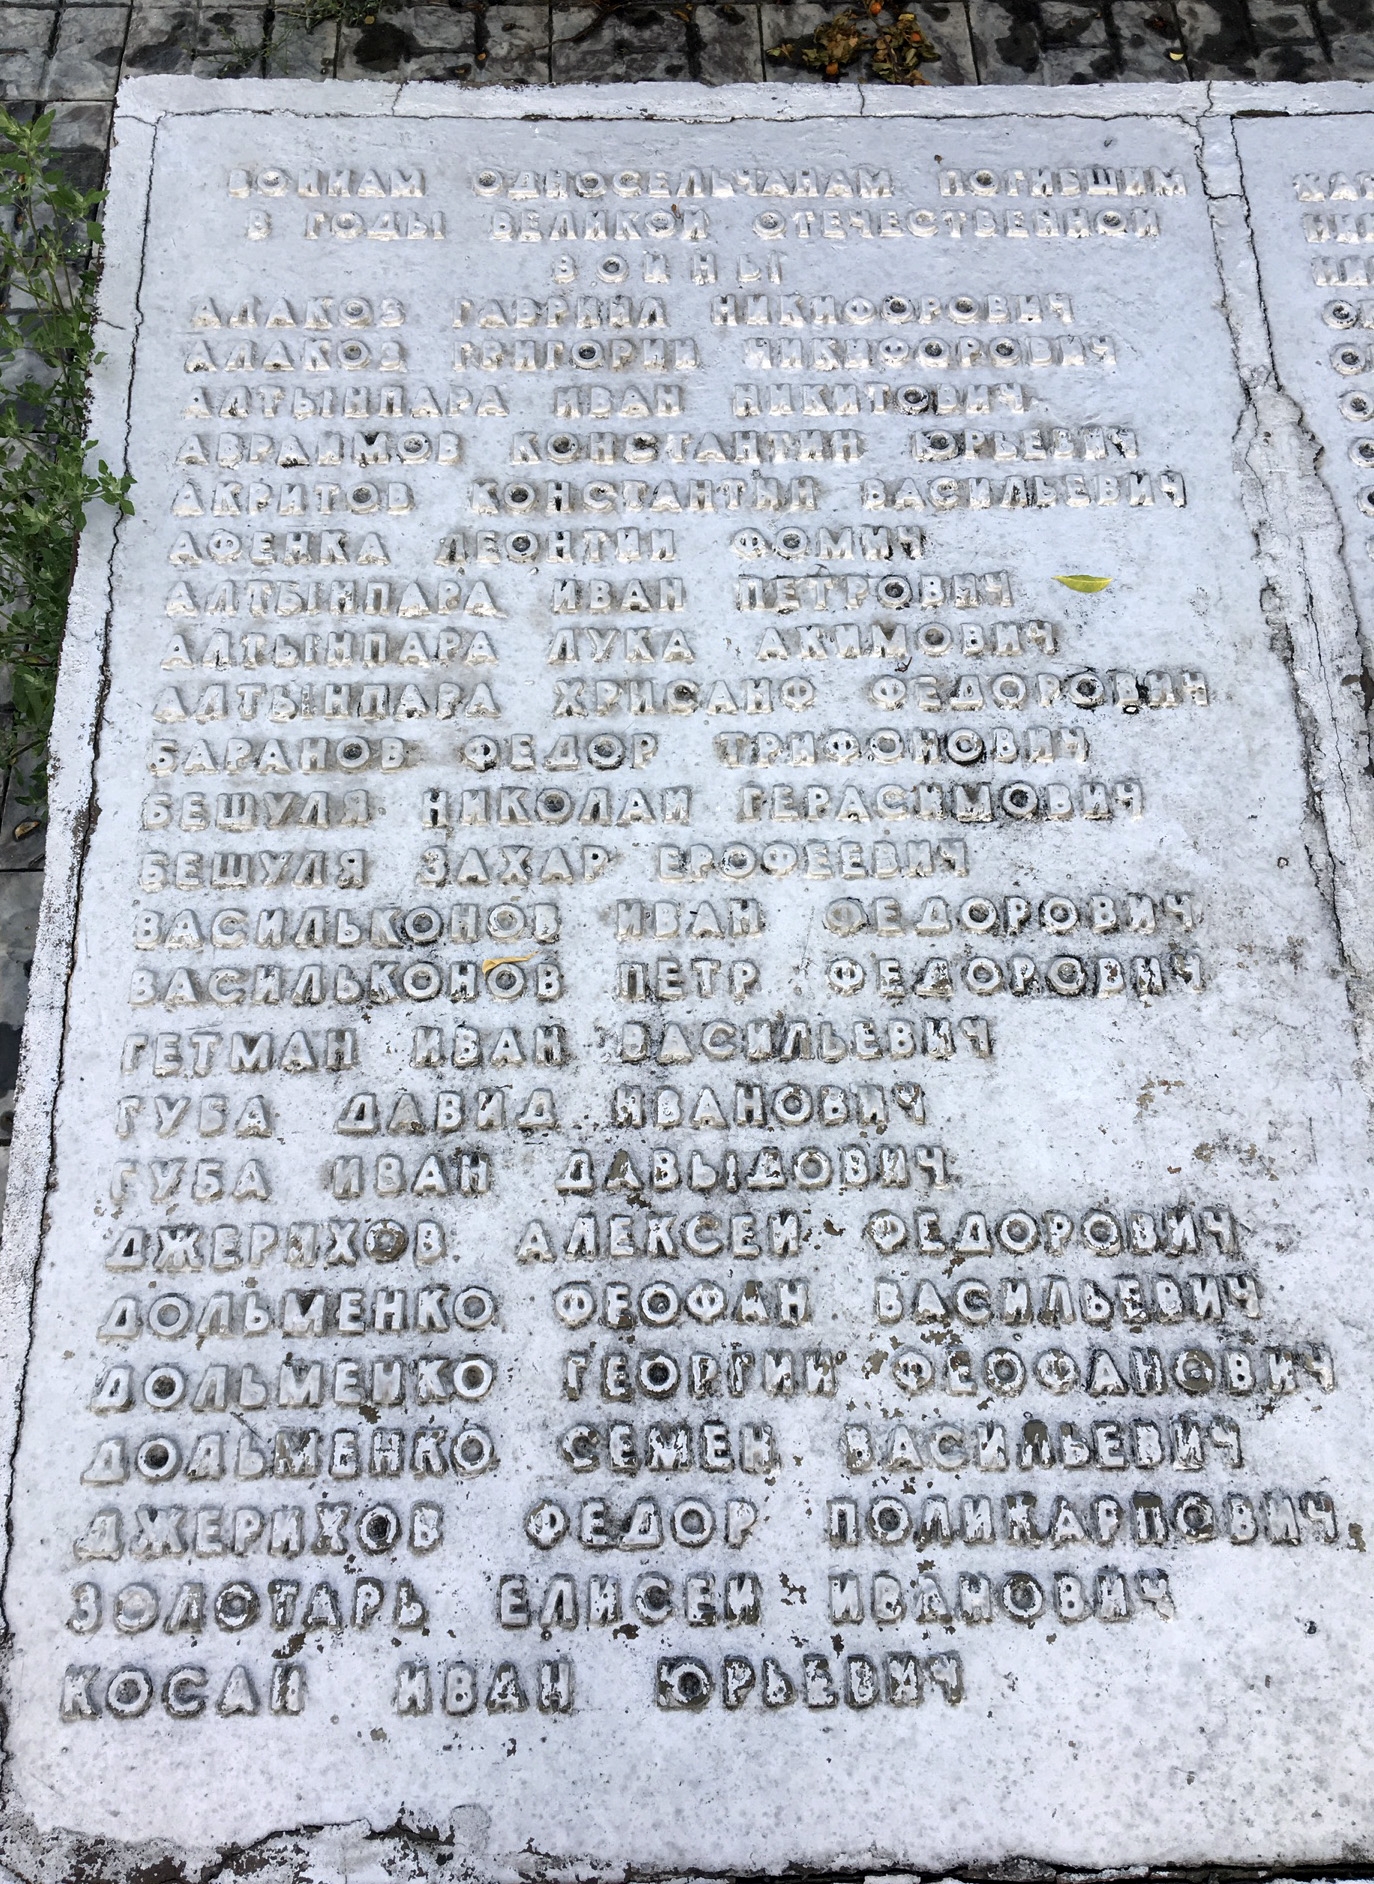 ВОИНАМ ОДНОСЕЛЬЧАНАМ ПОГИБШИМ
В ГОДЫ ВЕЛИКОЙ ОТЕЧЕСТВЕННОЙ
ВОЙНЫ
АЛАКОЗ ГАВРИИЛ НИКИФОРОВИЧ
АЛАКОЗ ГРИГОРИЙ НИКИФОРОВИЧ
АЛТЫНПАРА ИВАН НИКИТОВИЧ
АВРАИМОВ КОНСТАНТИН ЮРЬЕВИЧ
АКРИТОВ КОНСТАНТИН ВАСИЛЬЕВИЧ
АФЕНКА ЛЕОНТИЙ ФОМИЧ
АЛТЫНПАРА ИВАН ПЕТРОВИЧ
АЛТЫНПАРА ЛУКА АКИМОВИЧ
АЛТЫНПАРА ХРИСАНФ ФЕДОРОВИЧ
БАРАНОВ ФЕДОР ТРИФОНОВИЧ
БЕШУЛЯ НИКОЛАЙ ГЕРАСИМОВИЧ
БЕШУЛЯ ЗАХАР ЕРОФЕЕВИЧ
ВАСИЛЬКОНОВ ИВАН ФЕДОРОВИЧ
ВАСИЛЬКОНОВ ПЕТР ФЕДОРОВИЧ
ГЕТМАН ИВАН ВАСИЛЬЕВИЧ
ГУБА ДАВИД ИВАНОВИЧ
ГУБА ИВАН ДАВЫДОВИЧ
ДЖЕРИХОВ АЛЕКСЕЙ ФЕДОРОВИЧ
ДОЛЬМЕНКО ФЕОФАН ВАСИЛЬЕВИЧ
ДОЛЬМЕНКО ГЕОРГИЙ ФЕОФАНОВИЧ
ДОЛЬМЕНКО СЕМЕН ВАСИЛЬЕВИЧ
ДЖЕРИХОВ ФЕДОР ПОЛИКАРПОВИЧ
ЗОЛОТАРЬ ЕЛИСЕЙ ИВАНОВИЧ
КОСАЙ ИВАН ЮРЬЕВИЧ